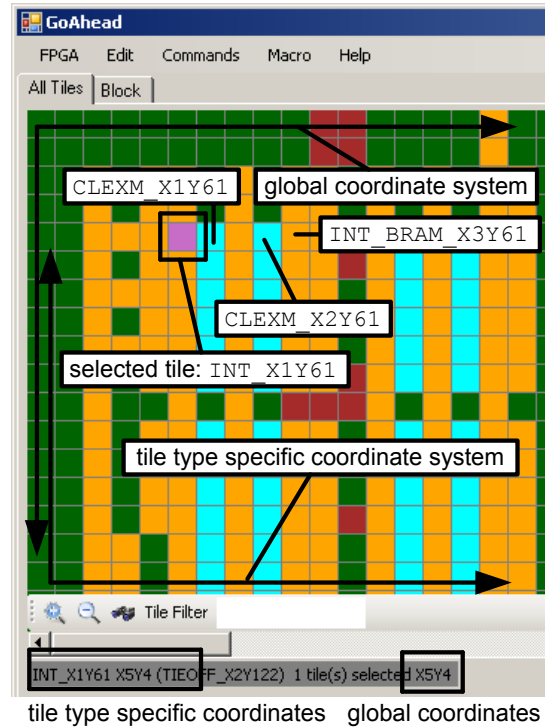 GoAhead
FPGA Edit Commands Macro Help
All Tiles Block
CLEXM_X1Y61
global coordinate system
INT_BRAM_X3Y61
CLEXM_X2Y61
selected tile: INT_X1Y61
tile type specific coordinate system
Tile Filter
INT_X1Y61 X5Y4 (TIEOFF_X2Y122) 1 tile(s) selected X5Y4
tile type specific coordinates global coordinates